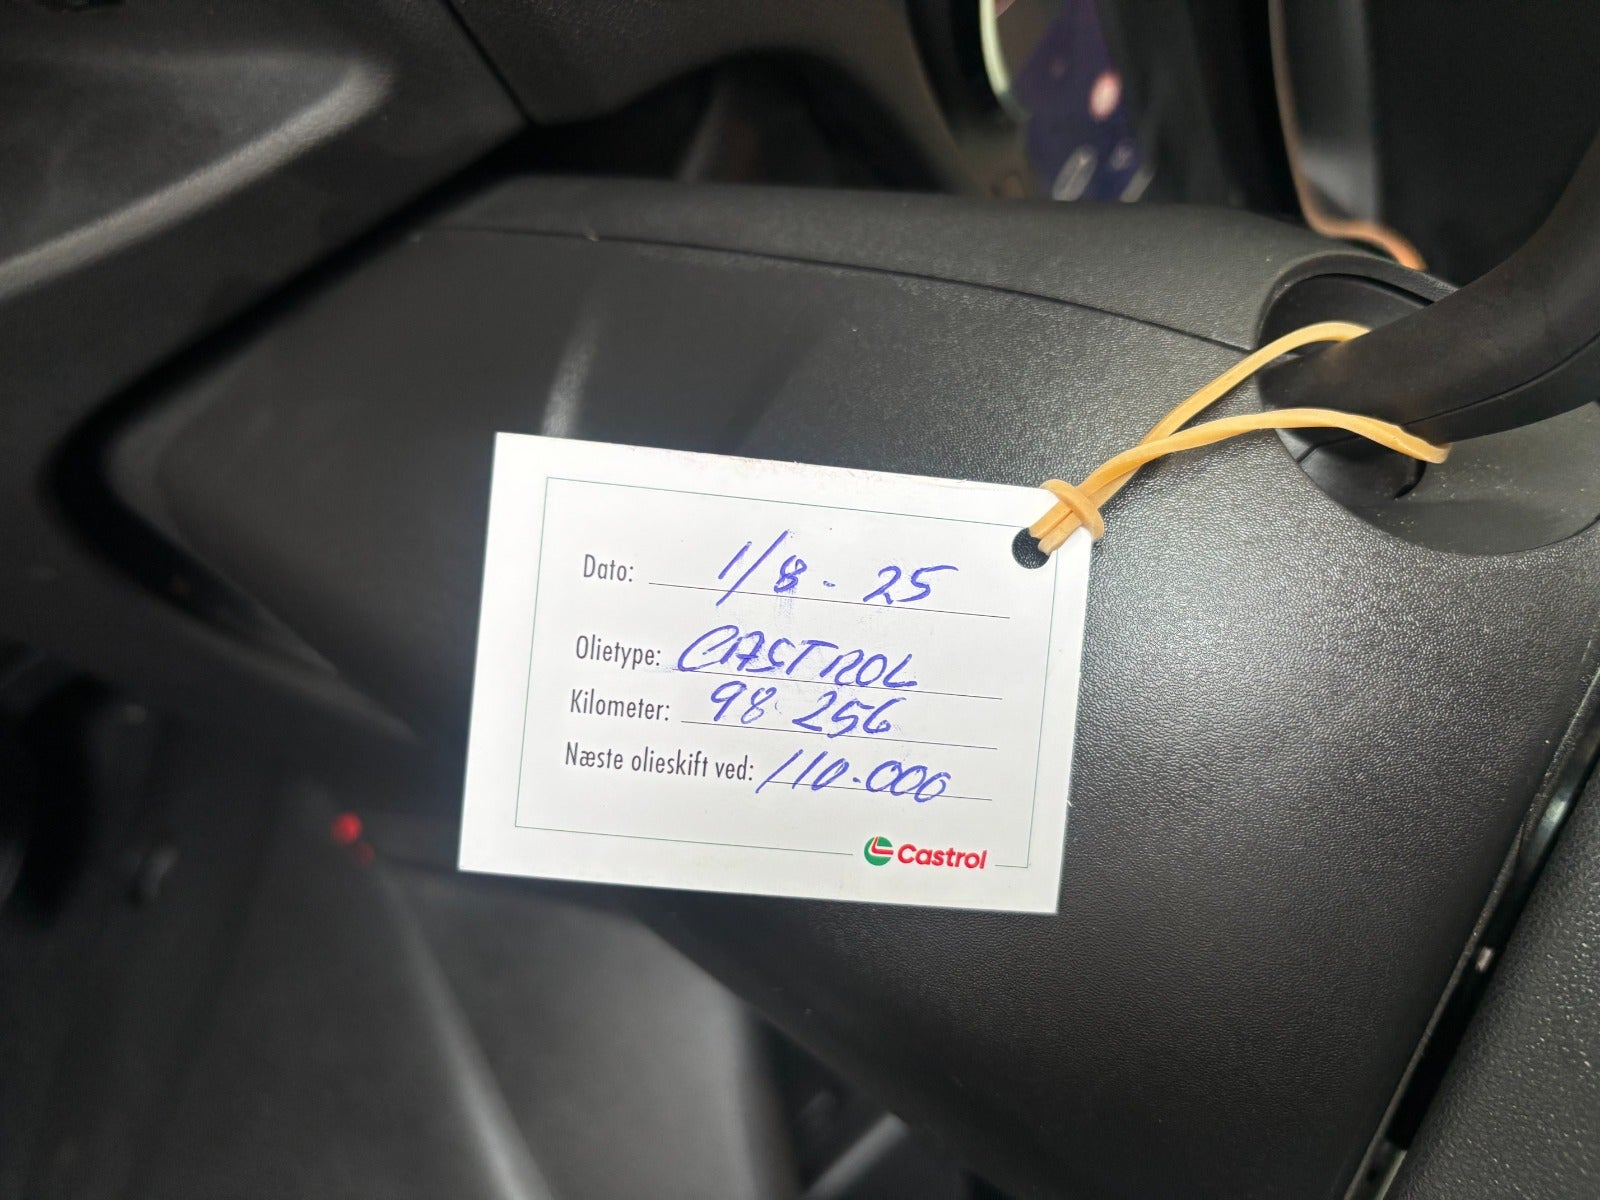 Dato: 1/8-25
Olietype: CASTROL
Kilometer: 98.256
Næste olieskift ved: 110.000
Castrol